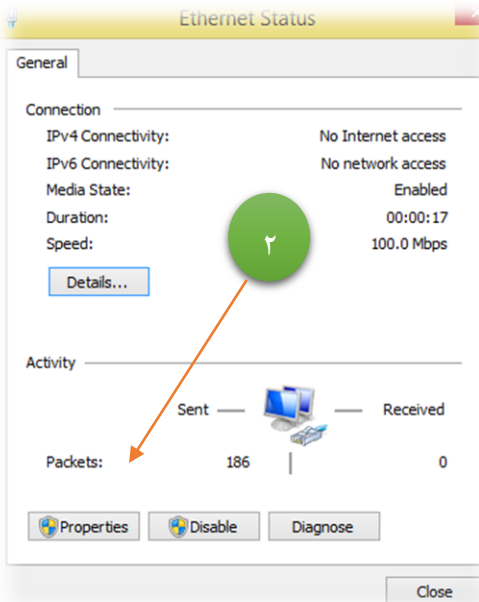 Ethernet Status
General
Connection
IPv4 Connectivity: No Internet access
IPv6 Connectivity: No network access
Media State: Enabled
Duration: 00:00:17
Speed: 100.0 Mbps
۲
Details...
Activity
Sent Received
Packets: 186 0
Properties Disable Diagnose
Close